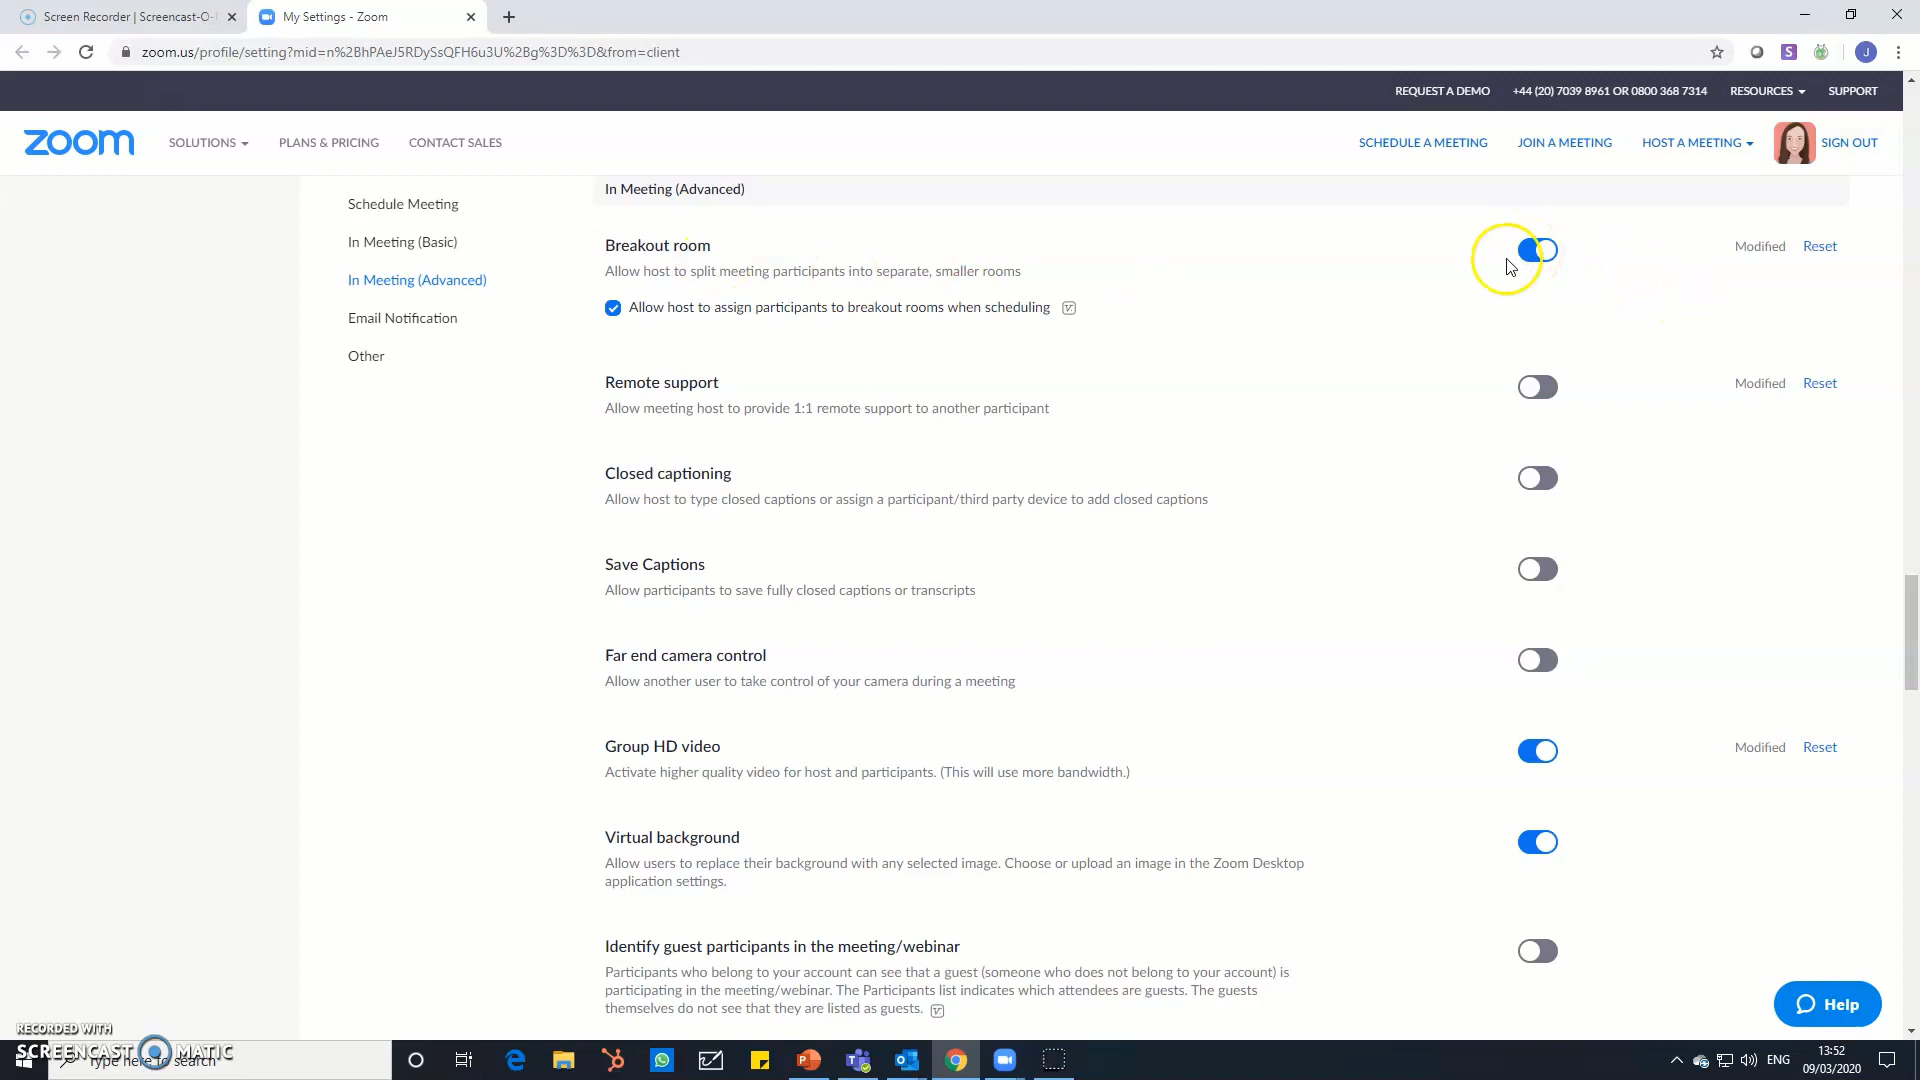 Screen Recorder | Screencast-O-
My Settings - Zoom
zoom.us/profile/setting?mid=n%2BhPAeJ5RDySsQFH6u3U%2Bg%3D%3D&from=client
S
J
REQUEST A DEMO
+44 (20) 7039 8961 OR 0800 368 7314
RESOURCES
SUPPORT
zoom
SOLUTIONS
PLANS & PRICING
CONTACT SALES
SCHEDULE A MEETING
JOIN A MEETING
HOST A MEETING
SIGN OUT
Schedule Meeting
In Meeting (Basic)
In Meeting (Advanced)
Email Notification
Other
In Meeting (Advanced)
Breakout room
Modified
Reset
Allow host to split meeting participants into separate, smaller rooms
Allow host to assign participants to breakout rooms when scheduling
Remote support
Modified
Reset
Allow meeting host to provide 1:1 remote support to another participant
Closed captioning
Allow host to type closed captions or assign a participant/third party device to add closed captions
Save Captions
Allow participants to save fully closed captions or transcripts
Far end camera control
Allow another user to take control of your camera during a meeting
Group HD video
Modified
Reset
Activate higher quality video for host and participants. (This will use more bandwidth.)
Virtual background
Allow users to replace their background with any selected image. Choose or upload an image in the Zoom Desktop
application settings.
Identify guest participants in the meeting/webinar
Participants who belong to your account can see that a guest (someone who does not belong to your account) is
participating in the meeting/webinar. The Participants list indicates which attendees are guests. The guests
themselves do not see that they are listed as guests.
Help
RECORDED WITH
SCREENCAST MATIC
Type here to search
ENG
13:52
09/03/2020